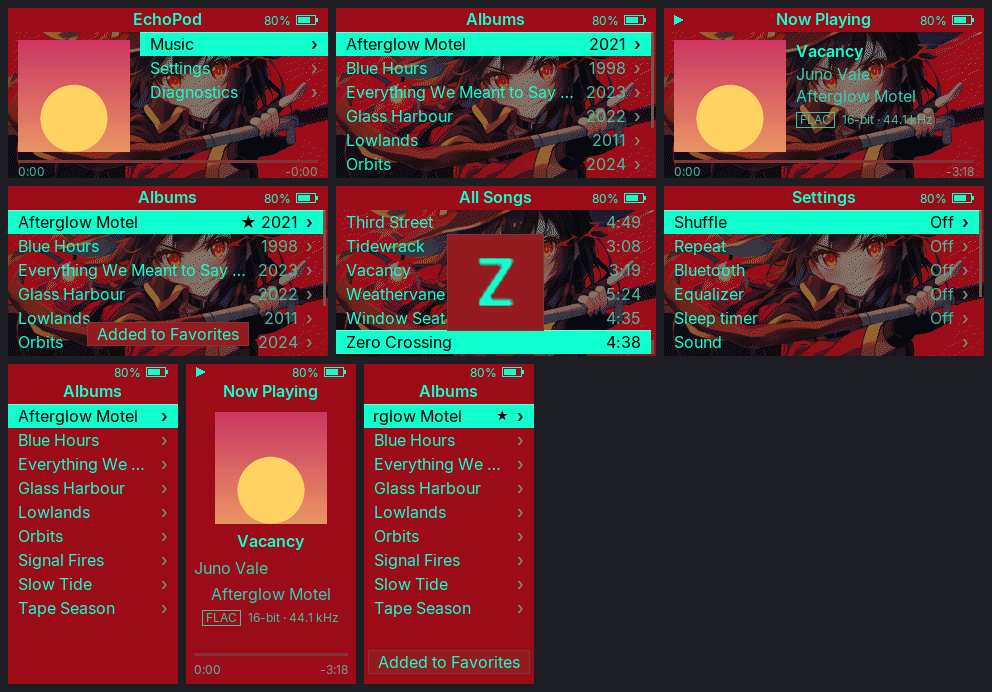 EchoPod 80%
Music ›
Settings ›
Diagnostics ›
0:00 -0:00
Albums 80%
Afterglow Motel 2021 ›
Blue Hours 1998 ›
Everything We Meant to Say ... 2023 ›
Glass Harbour 2022 ›
Lowlands 2011 ›
Orbits 2024 ›
Now Playing 80%
Vacancy
Juno Vale
Afterglow Motel
FLAC 16-bit · 44.1 kHz
0:00 -3:18
Albums 80%
Afterglow Motel ★ 2021 ›
Blue Hours 1998 ›
Everything We Meant to Say ... 2023 ›
Glass Harbour 2022 ›
Lowlands 2011 ›
Added to Favorites
Orbits 2024 ›
All Songs 80%
Third Street 4:49
Tidewrack 3:08
Vacancy 3:19
Weathervane 5:24
Window Seat 4:35
Zero Crossing 4:38
Z
Settings 80%
Shuffle Off ›
Repeat Off ›
Bluetooth Off ›
Equalizer Off ›
Sleep timer Off ›
Sound ›
80%
Albums
Afterglow Motel ›
Blue Hours ›
Everything We ... ›
Glass Harbour ›
Lowlands ›
Orbits ›
Signal Fires ›
Slow Tide ›
Tape Season ›
80%
Now Playing
Vacancy
Juno Vale
Afterglow Motel
FLAC 16-bit · 44.1 kHz
0:00 -3:18
80%
Albums
rglow Motel ★ ›
Blue Hours ›
Everything We ... ›
Glass Harbour ›
Lowlands ›
Orbits ›
Signal Fires ›
Slow Tide ›
Tape Season ›
Added to Favorites